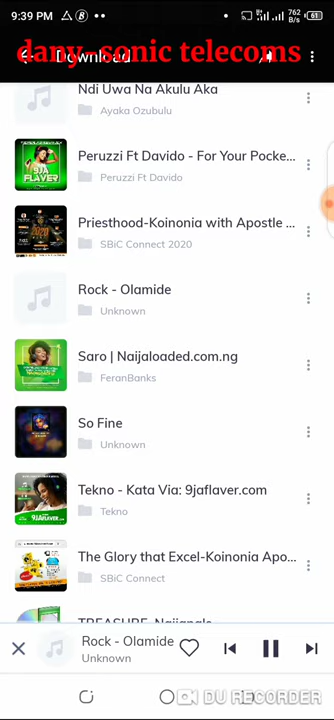 9:39 PM
762 B/s
61
Download
dany-sonic telecoms
Ndi Uwa Na Akulu Aka
Ayaka Ozubulu
Peruzzi Ft Davido - For Your Pocke...
Peruzzi Ft Davido
9JA FLAVER
Priesthood-Koinonia with Apostle ...
SBiC Connect 2020
Rock - Olamide
Unknown
Saro | Naijaloaded.com.ng
FeranBanks
So Fine
Unknown
Tekno - Kata Via: 9jaflaver.com
Tekno
The Glory that Excel-Koinonia Apo...
SBiC Connect
Rock - Olamide
Unknown
DU RECORDER